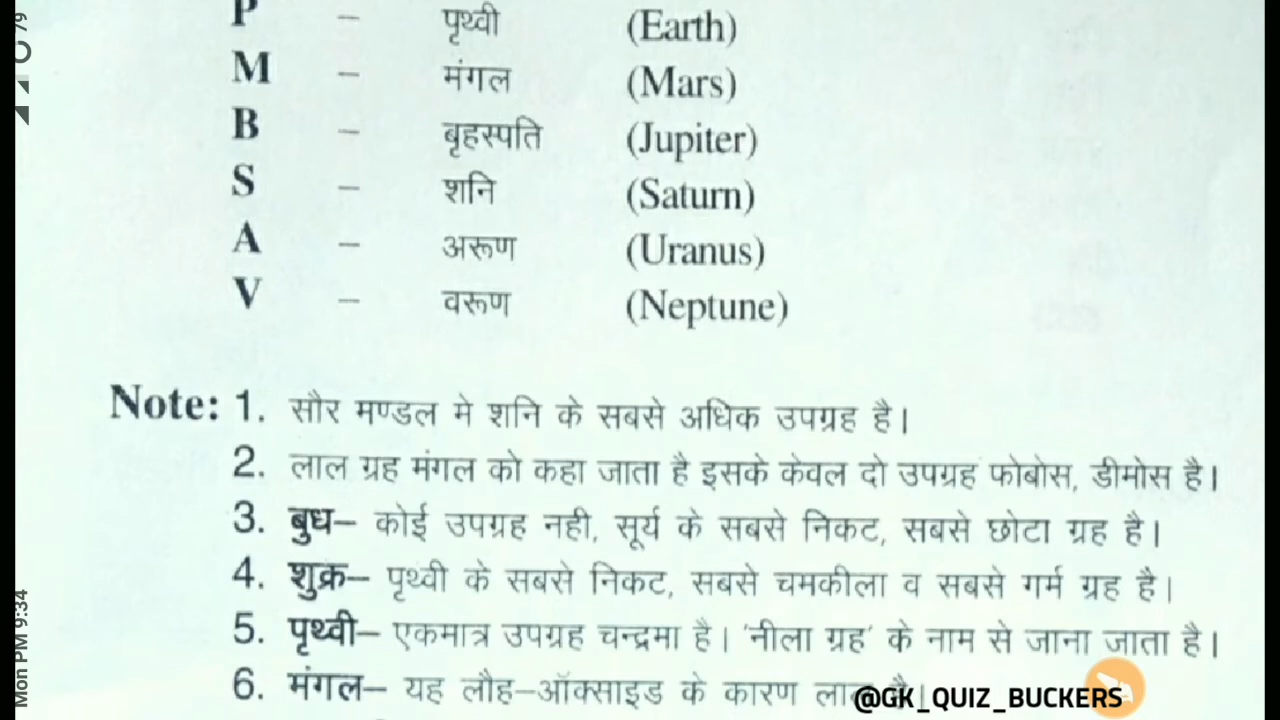 P – पृथ्वी (Earth)
M – मंगल (Mars)
B – बृहस्पति (Jupiter)
S – शनि (Saturn)
A – अरूण (Uranus)
V – वरूण (Neptune)
Note: 1. सौर मण्डल मे शनि के सबसे अधिक उपग्रह है।
2. लाल ग्रह मंगल को कहा जाता है इसके केवल दो उपग्रह फोबोस, डीमोस है।
3. बुध– कोई उपग्रह नही, सूर्य के सबसे निकट, सबसे छोटा ग्रह है।
4. शुक्र– पृथ्वी के सबसे निकट, सबसे चमकीला व सबसे गर्म ग्रह है।
5. पृथ्वी– एकमात्र उपग्रह चन्द्रमा है। 'नीला ग्रह' के नाम से जाना जाता है।
6. मंगल– यह लौह–ऑक्साइड के कारण लाल है।
@GK_QUIZ_BUCKERS
79
Mon PM 9:34